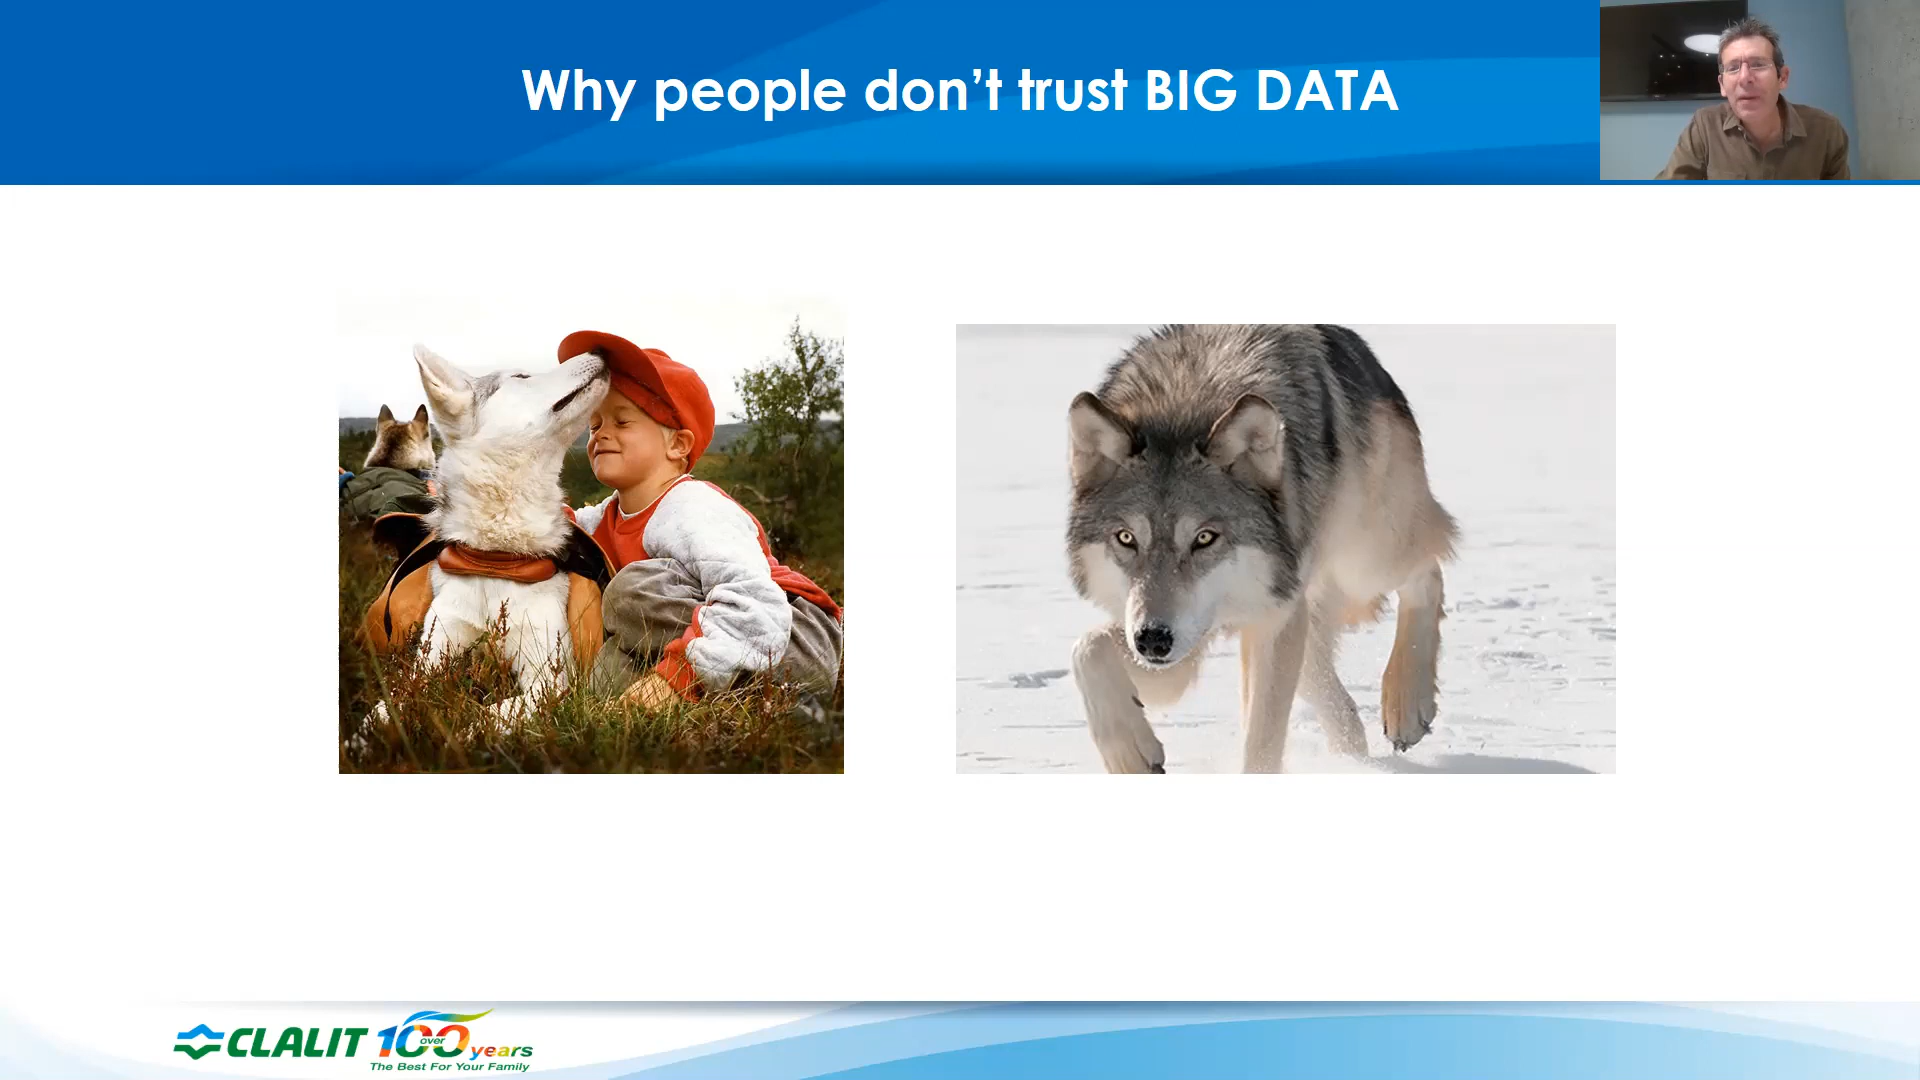 Why people don’t trust BIG DATA
CLALIT over 100 years
The Best For Your Family